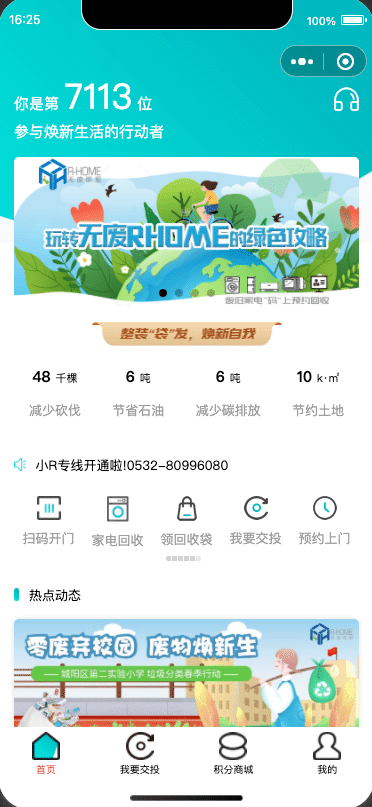 16:25
100%
你是第 7113 位
参与焕新生活的行动者
R-HOME
玩转无废RHOME的绿色攻略
废旧家电“码”上预约回收
整装“袋”发，焕新自我
48 千棵
6 吨
6 吨
10 k·㎡
减少砍伐
节省石油
减少碳排放
节约土地
小R专线开通啦!0532-80996080
扫码开门
家电回收
领回收袋
我要交投
预约上门
热点动态
零废弃校园 废物焕新生
城阳区第二实验小学 垃圾分类春季行动
首页
我要交投
积分商城
我的